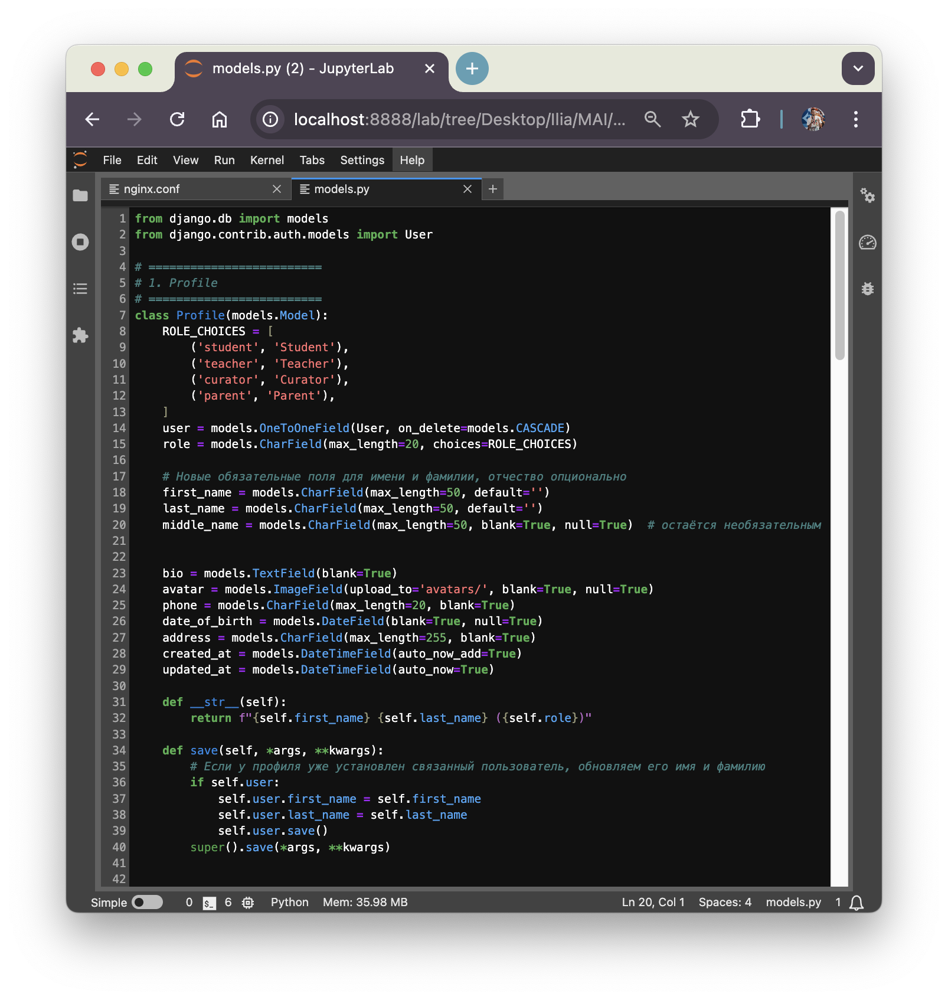 models.py (2) - JupyterLab
localhost:8888/lab/tree/Desktop/Ilia/MAI/...
File Edit View Run Kernel Tabs Settings Help
nginx.conf models.py
1 from django.db import models
2 from django.contrib.auth.models import User
3
4 # =========================
5 # 1. Profile
6 # =========================
7 class Profile(models.Model):
8     ROLE_CHOICES = [
9         ('student', 'Student'),
10         ('teacher', 'Teacher'),
11         ('curator', 'Curator'),
12         ('parent', 'Parent'),
13     ]
14     user = models.OneToOneField(User, on_delete=models.CASCADE)
15     role = models.CharField(max_length=20, choices=ROLE_CHOICES)
16
17     # Новые обязательные поля для имени и фамилии, отчество опционально
18     first_name = models.CharField(max_length=50, default='')
19     last_name = models.CharField(max_length=50, default='')
20     middle_name = models.CharField(max_length=50, blank=True, null=True)  # остаётся необязательным
21
22
23     bio = models.TextField(blank=True)
24     avatar = models.ImageField(upload_to='avatars/', blank=True, null=True)
25     phone = models.CharField(max_length=20, blank=True)
26     date_of_birth = models.DateField(blank=True, null=True)
27     address = models.CharField(max_length=255, blank=True)
28     created_at = models.DateTimeField(auto_now_add=True)
29     updated_at = models.DateTimeField(auto_now=True)
30
31     def __str__(self):
32         return f"{self.first_name} {self.last_name} ({self.role})"
33
34     def save(self, *args, **kwargs):
35         # Если у профиля уже установлен связанный пользователь, обновляем его имя и фамилию
36         if self.user:
37             self.user.first_name = self.first_name
38             self.user.last_name = self.last_name
39             self.user.save()
40         super().save(*args, **kwargs)
41
42
Simple 0 $_ 6 Python Mem: 35.98 MB Ln 20, Col 1 Spaces: 4 models.py 1